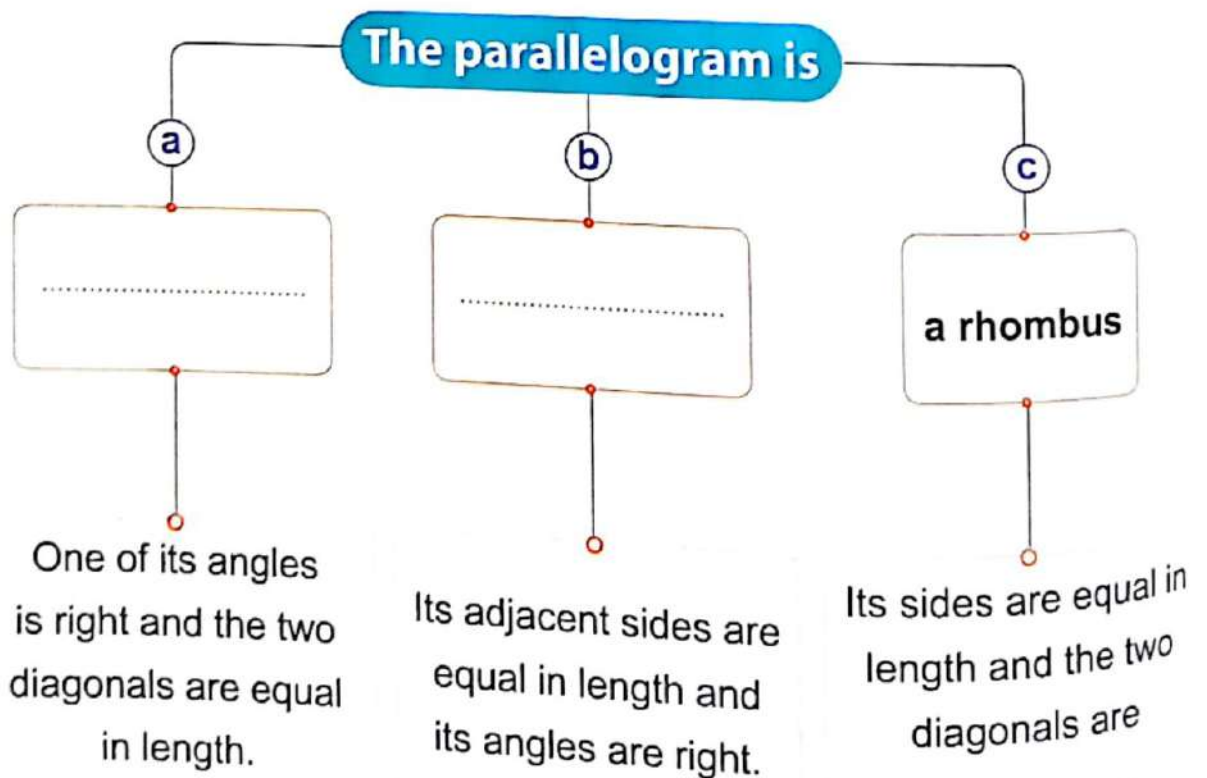 The parallelogram is
a
b
c
....................................
....................................
a rhombus
One of its angles
is right and the two
diagonals are equal
in length.
Its adjacent sides are
equal in length and
its angles are right.
Its sides are equal in
length and the two
diagonals are